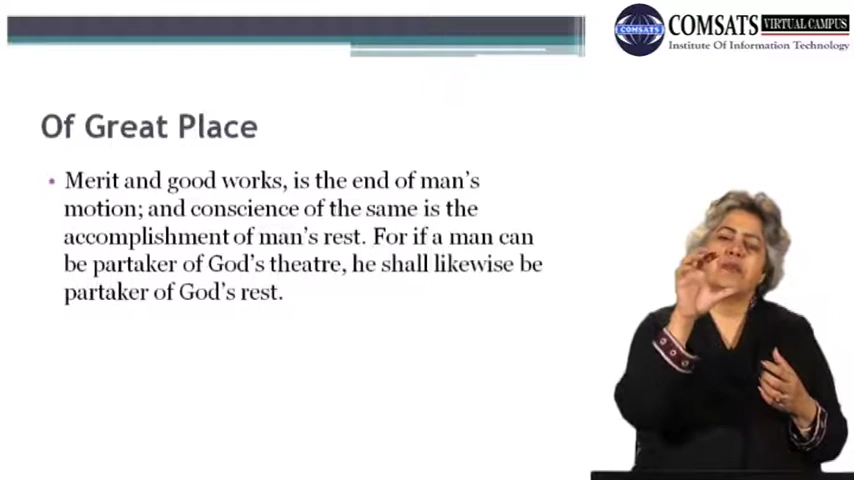 COMSATS VIRTUAL CAMPUS
COMSATS
Institute Of Information Technology
Of Great Place
• Merit and good works, is the end of man's
motion; and conscience of the same is the
accomplishment of man's rest. For if a man can
be partaker of God's theatre, he shall likewise be
partaker of God's rest.